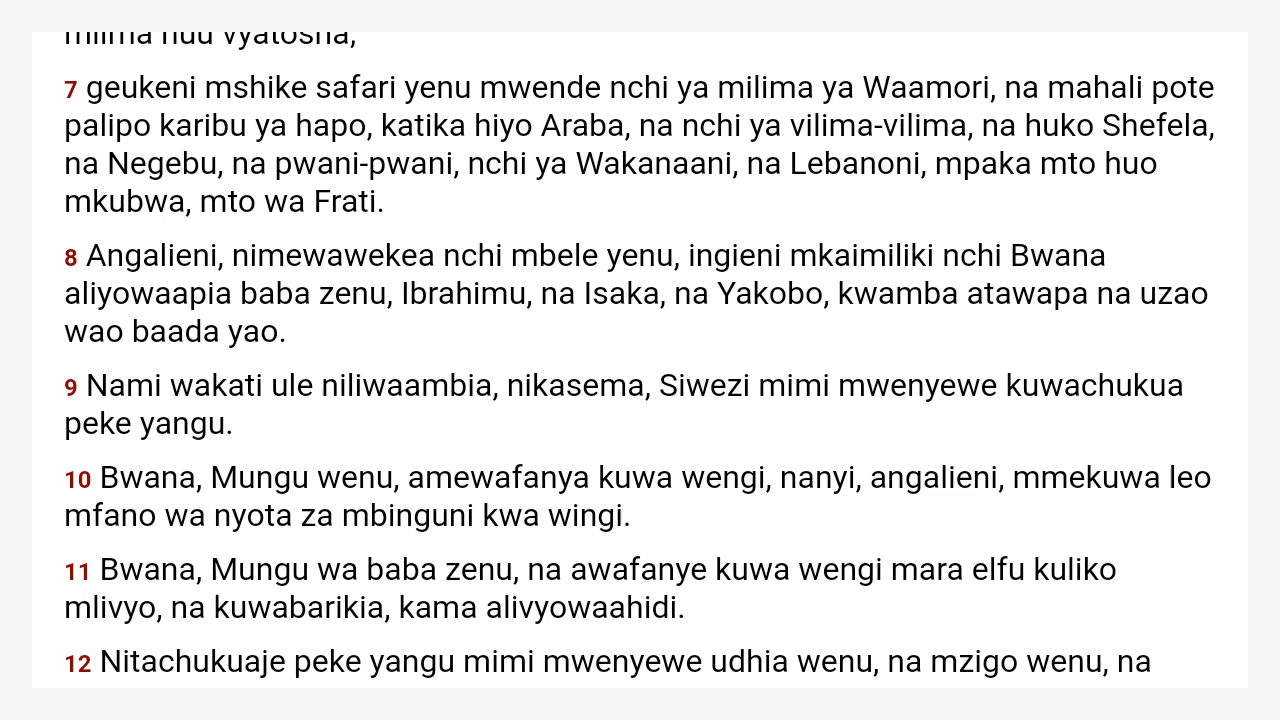 milima huu vyatosha,
7 geukeni mshike safari yenu mwende nchi ya milima ya Waamori, na mahali pote
palipo karibu ya hapo, katika hiyo Araba, na nchi ya vilima-vilima, na huko Shefela,
na Negebu, na pwani-pwani, nchi ya Wakanaani, na Lebanoni, mpaka mto huo
mkubwa, mto wa Frati.
8 Angalieni, nimewawekea nchi mbele yenu, ingieni mkaimiliki nchi Bwana
aliyowaapia baba zenu, Ibrahimu, na Isaka, na Yakobo, kwamba atawapa na uzao
wao baada yao.
9 Nami wakati ule niliwaambia, nikasema, Siwezi mimi mwenyewe kuwachukua
peke yangu.
10 Bwana, Mungu wenu, amewafanya kuwa wengi, nanyi, angalieni, mmekuwa leo
mfano wa nyota za mbinguni kwa wingi.
11 Bwana, Mungu wa baba zenu, na awafanye kuwa wengi mara elfu kuliko
mlivyo, na kuwabarikia, kama alivyowaahidi.
12 Nitachukuaje peke yangu mimi mwenyewe udhia wenu, na mzigo wenu, na